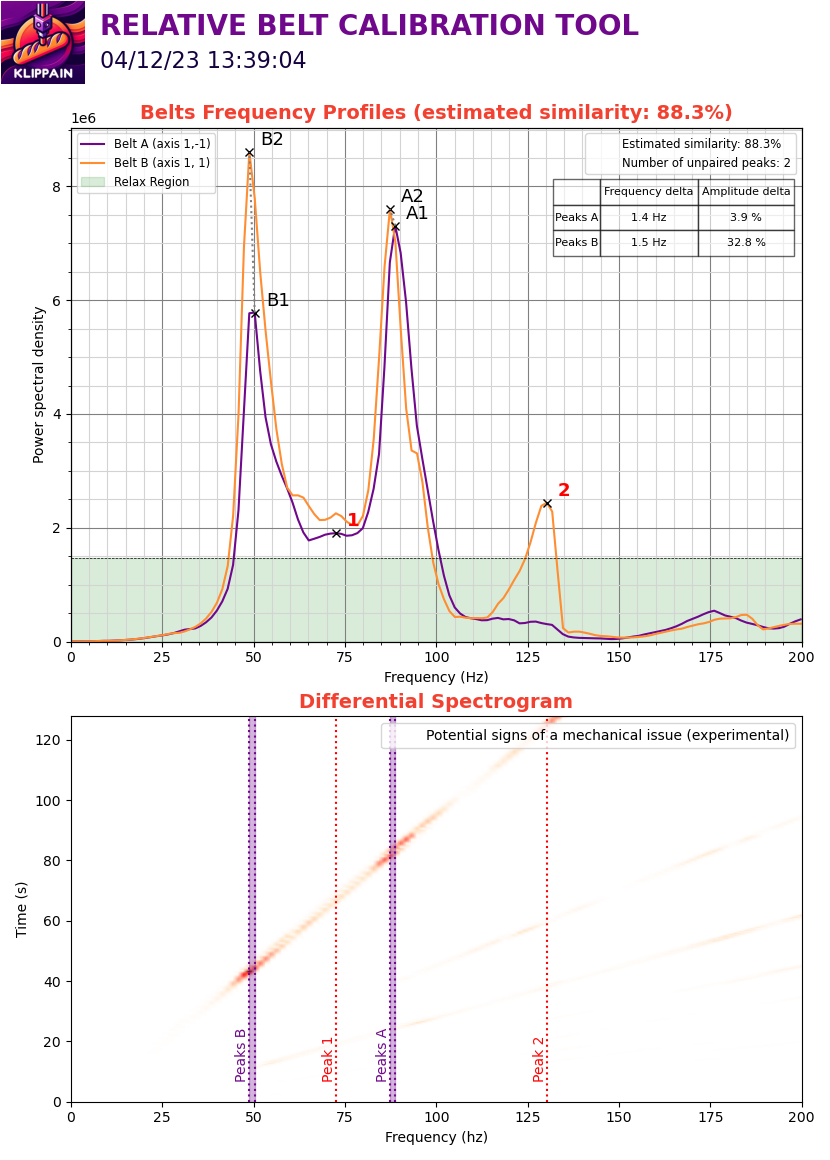 RELATIVE BELT CALIBRATION TOOL
04/12/23 13:39:04
KLIPPAIN
Belts Frequency Profiles (estimated similarity: 88.3%)
1e6
Belt A (axis 1,-1)
Belt B (axis 1, 1)
Relax Region
Estimated similarity: 88.3%
Number of unpaired peaks: 2
Frequency delta Amplitude delta
Peaks A 1.4 Hz 3.9 %
Peaks B 1.5 Hz 32.8 %
B2
A2
A1
B1
1
2
Power spectral density
8
6
4
2
0
0 25 50 75 100 125 150 175 200
Frequency (Hz)
Differential Spectrogram
Potential signs of a mechanical issue (experimental)
Time (s)
120
100
80
60
40
20
0
Peaks B
Peak 1
Peaks A
Peak 2
0 25 50 75 100 125 150 175 200
Frequency (hz)